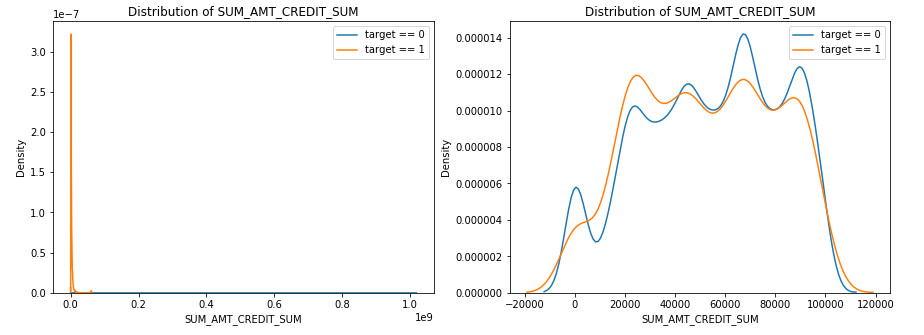 Distribution of SUM_AMT_CREDIT_SUM
1e−7
target == 0
target == 1
3.0
2.5
2.0
1.5
1.0
0.5
0.0
Density
0.0 0.2 0.4 0.6 0.8 1.0
1e9
SUM_AMT_CREDIT_SUM
Distribution of SUM_AMT_CREDIT_SUM
target == 0
target == 1
0.000014
0.000012
0.000010
0.000008
0.000006
0.000004
0.000002
0.000000
Density
−20000 0 20000 40000 60000 80000 100000 120000
SUM_AMT_CREDIT_SUM